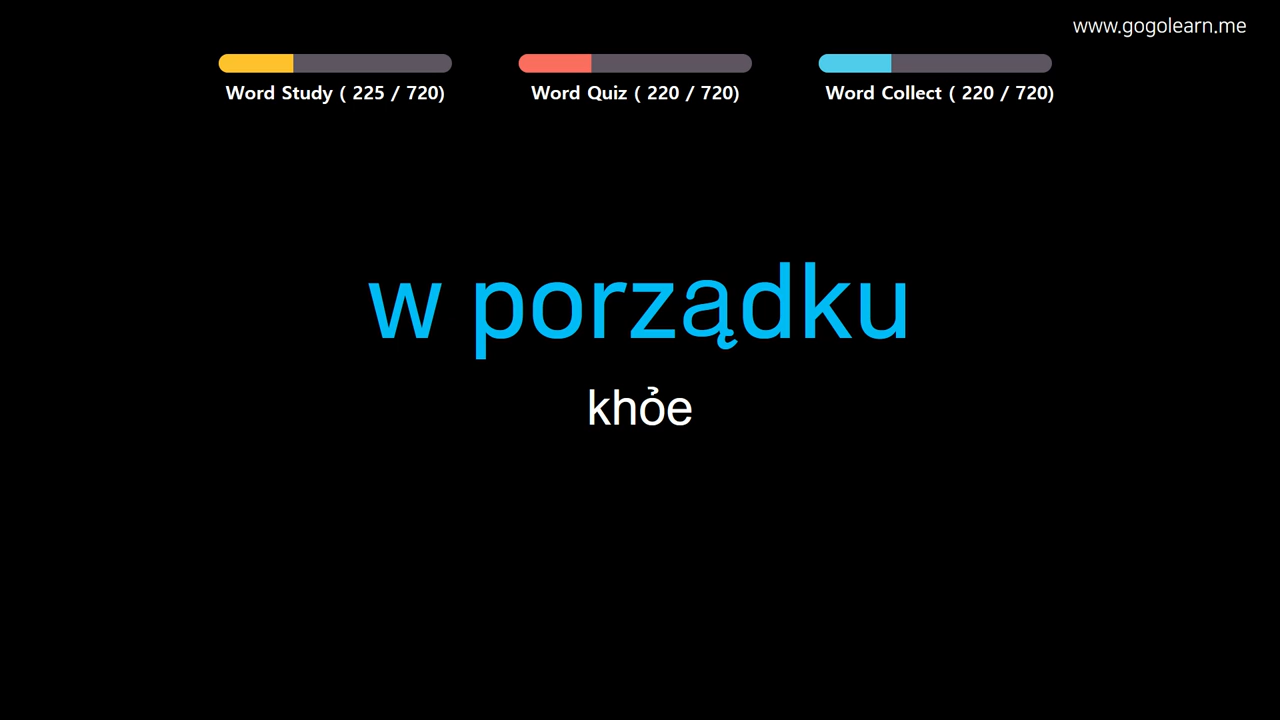 www.gogolearn.me
Word Study ( 225 / 720)
Word Quiz ( 220 / 720)
Word Collect ( 220 / 720)
w porządku
khỏe